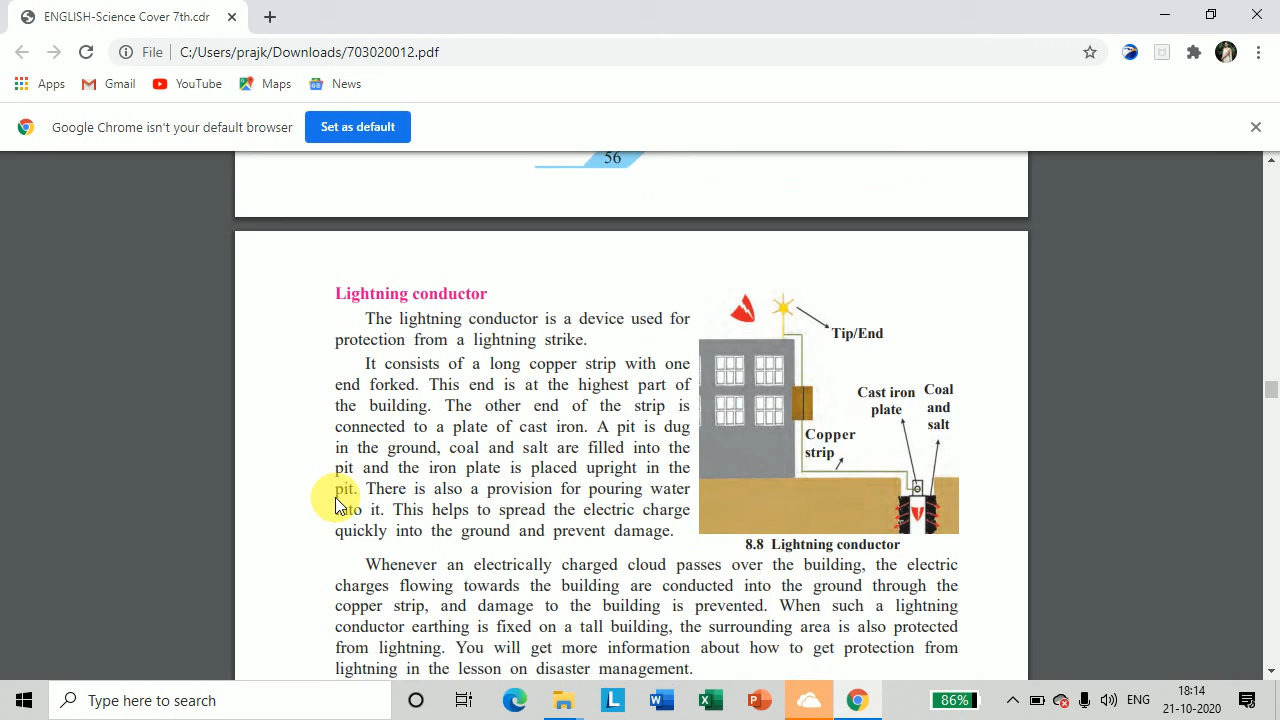 ENGLISH-Science Cover 7th.cdr
File | C:/Users/prajk/Downloads/703020012.pdf
Apps Gmail YouTube Maps News
Google Chrome isn't your default browser Set as default
56
Lightning conductor
The lightning conductor is a device used for
protection from a lightning strike.
It consists of a long copper strip with one
end forked. This end is at the highest part of
the building. The other end of the strip is
connected to a plate of cast iron. A pit is dug
in the ground, coal and salt are filled into the
pit and the iron plate is placed upright in the
pit. There is also a provision for pouring water
into it. This helps to spread the electric charge
quickly into the ground and prevent damage.
Tip/End
Cast iron
plate
Coal
and
salt
Copper
strip
8.8 Lightning conductor
Whenever an electrically charged cloud passes over the building, the electric
charges flowing towards the building are conducted into the ground through the
copper strip, and damage to the building is prevented. When such a lightning
conductor earthing is fixed on a tall building, the surrounding area is also protected
from lightning. You will get more information about how to get protection from
lightning in the lesson on disaster management.
Type here to search
86%
ENG
18:14
21-10-2020